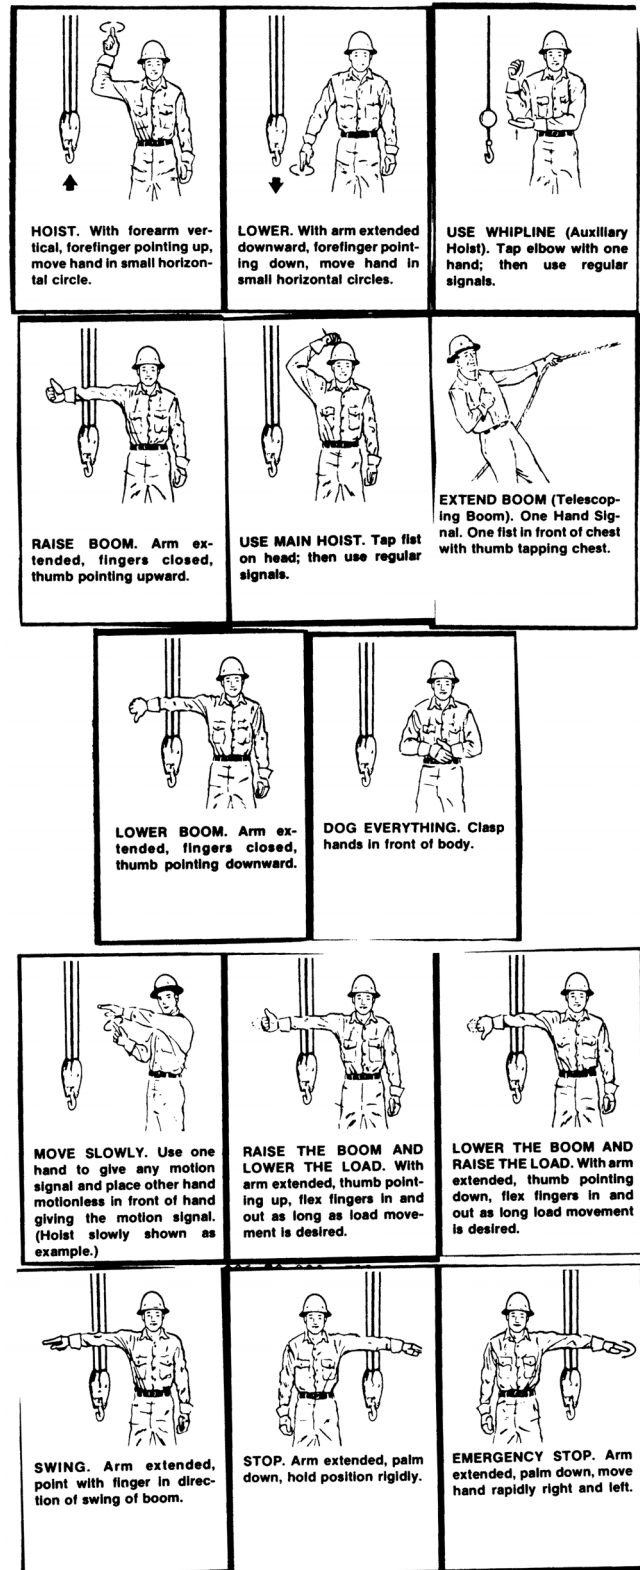 HOIST. With forearm ver-
tical, forefinger pointing up,
move hand in small horizon-
tal circle.
LOWER. With arm extended
downward, forefinger point-
ing down, move hand in
small horizontal circles.
USE WHIPLINE (Auxiliary
Hoist). Tap elbow with one
hand; then use regular
signals.
RAISE BOOM. Arm ex-
tended, fingers closed,
thumb pointing upward.
USE MAIN HOIST. Tap fist
on head; then use regular
signals.
EXTEND BOOM (Telescop-
ing Boom). One Hand Sig-
nal. One fist in front of chest
with thumb tapping chest.
LOWER BOOM. Arm ex-
tended, fingers closed,
thumb pointing downward.
DOG EVERYTHING. Clasp
hands in front of body.
MOVE SLOWLY. Use one
hand to give any motion
signal and place other hand
motionless in front of hand
giving the motion signal.
(Hoist slowly shown as
example.)
RAISE THE BOOM AND
LOWER THE LOAD. With
arm extended, thumb point-
ing up, flex fingers in and
out as long as load move-
ment is desired.
LOWER THE BOOM AND
RAISE THE LOAD. With arm
extended, thumb pointing
down, flex fingers in and
out as long load movement
is desired.
SWING. Arm extended,
point with finger in direc-
tion of swing of boom.
STOP. Arm extended, palm
down, hold position rigidly.
EMERGENCY STOP. Arm
extended, palm down, move
hand rapidly right and left.